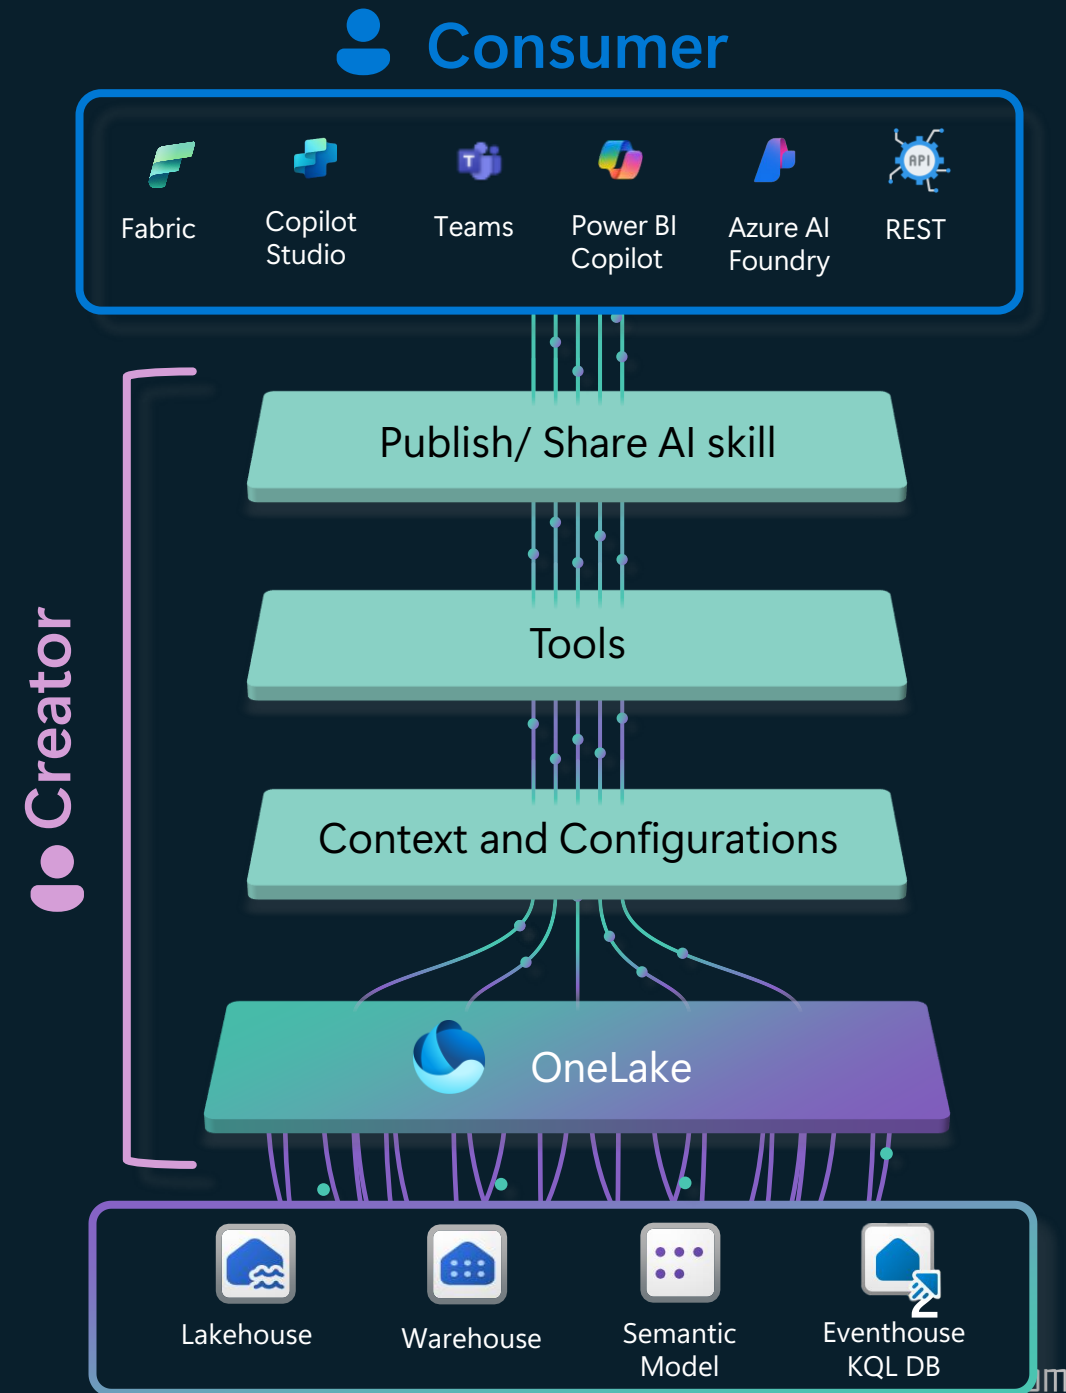 Consumer
Fabric
Copilot
Studio
Teams
Power BI
Copilot
Azure AI
Foundry
API
REST
Publish/ Share AI skill
Tools
Creator
Context and Configurations
OneLake
Lakehouse
Warehouse
Semantic
Model
2
Eventhouse
KQL DB